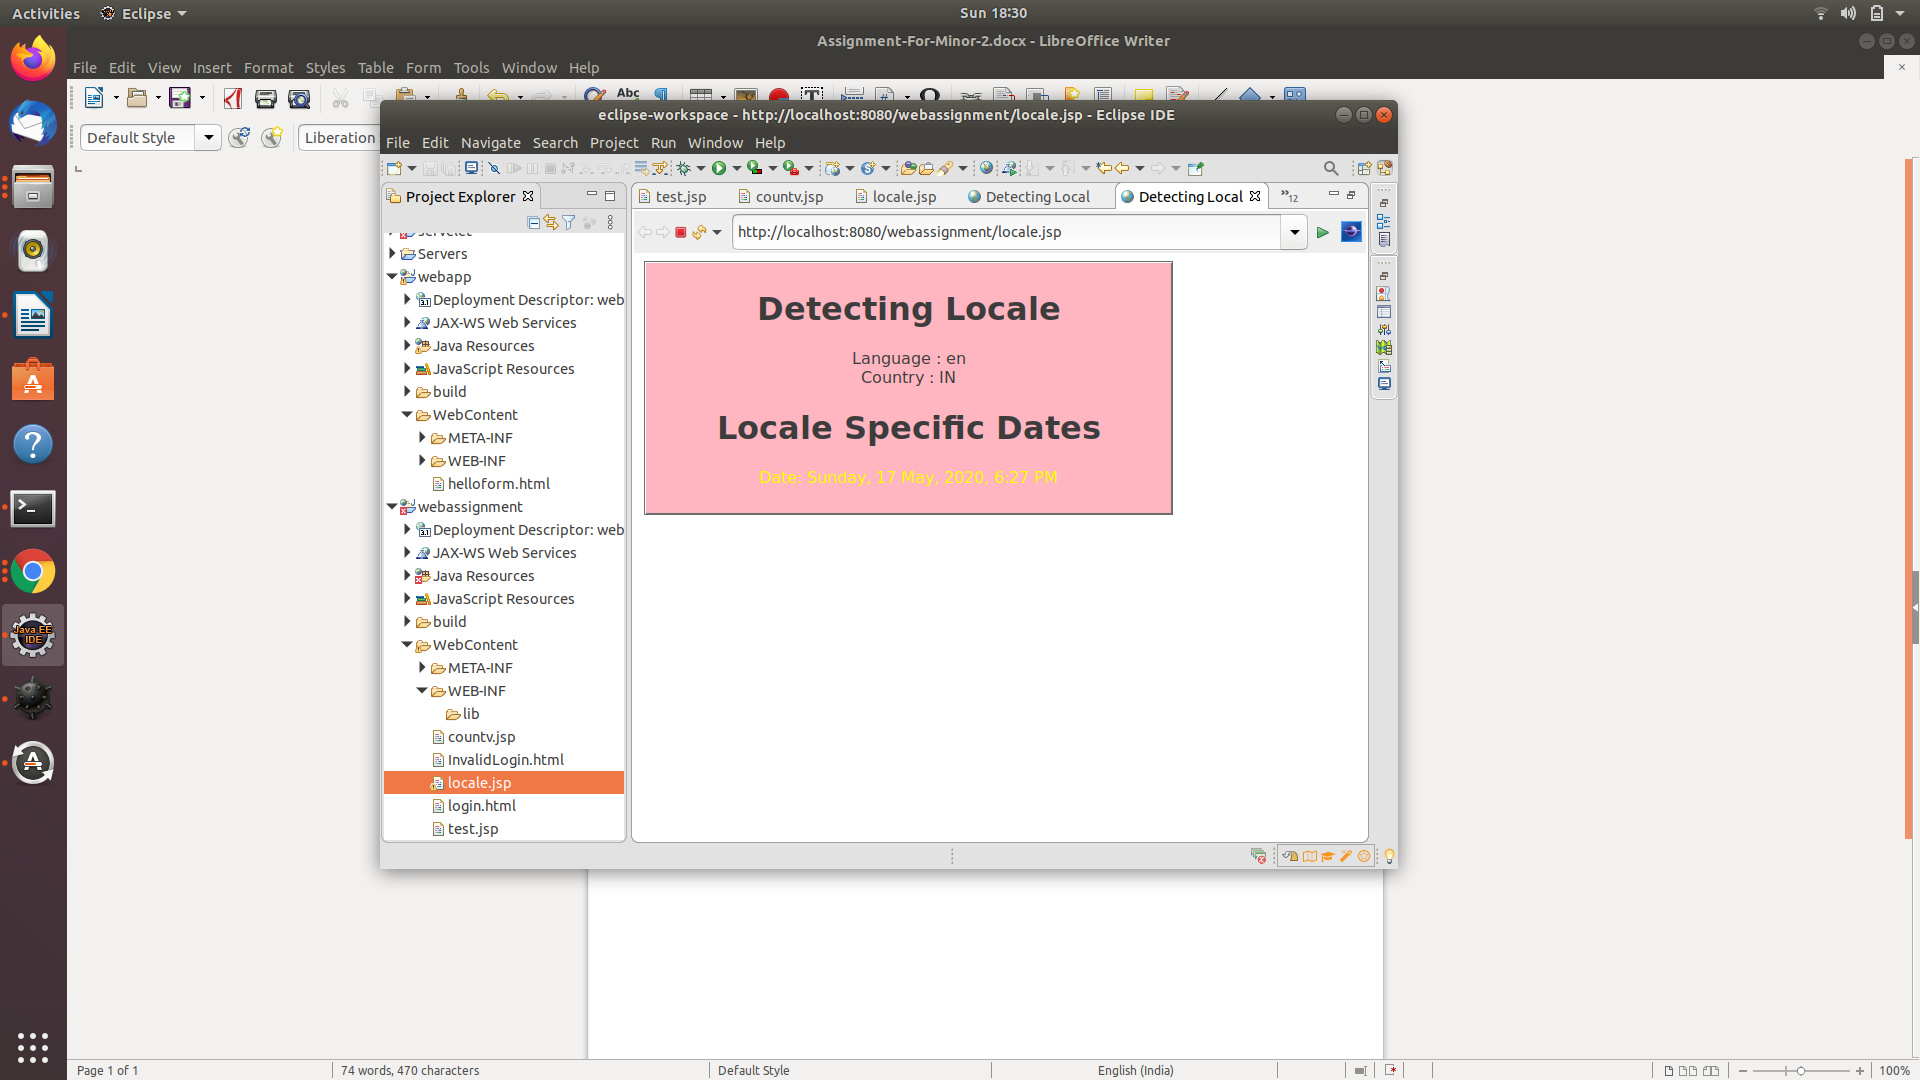 Activities Eclipse Sun 18:30
Assignment-For-Minor-2.docx - LibreOffice Writer
File Edit View Insert Format Styles Table Form Tools Window Help
Default Style Liberation
eclipse-workspace - http://localhost:8080/webassignment/locale.jsp - Eclipse IDE
File Edit Navigate Search Project Run Window Help
Project Explorer
test.jsp countv.jsp locale.jsp Detecting Local Detecting Local 12
http://localhost:8080/webassignment/locale.jsp
Servers
webapp
Deployment Descriptor: web
JAX-WS Web Services
Java Resources
JavaScript Resources
build
WebContent
META-INF
WEB-INF
helloform.html
webassignment
Deployment Descriptor: web
JAX-WS Web Services
Java Resources
JavaScript Resources
build
WebContent
META-INF
WEB-INF
lib
countv.jsp
InvalidLogin.html
locale.jsp
login.html
test.jsp
Detecting Locale
Language : en
Country : IN
Locale Specific Dates
Date: Sunday, 17 May, 2020, 6:27 PM
Java EE
IDE
Page 1 of 1 74 words, 470 characters Default Style English (India) 100%